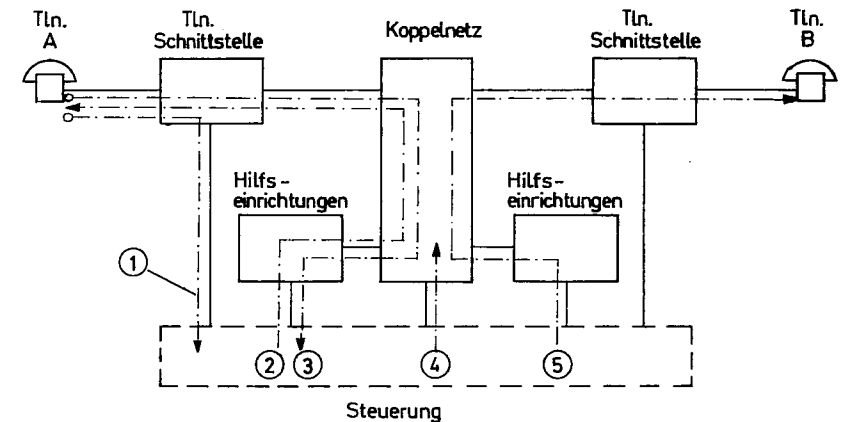 Tln.
A
Tln.
Schnittstelle
Koppelnetz
Tln.
Schnittstelle
Tln.
B
Hilfs-
einrichtungen
Hilfs-
einrichtungen
1
2
3
4
5
Steuerung